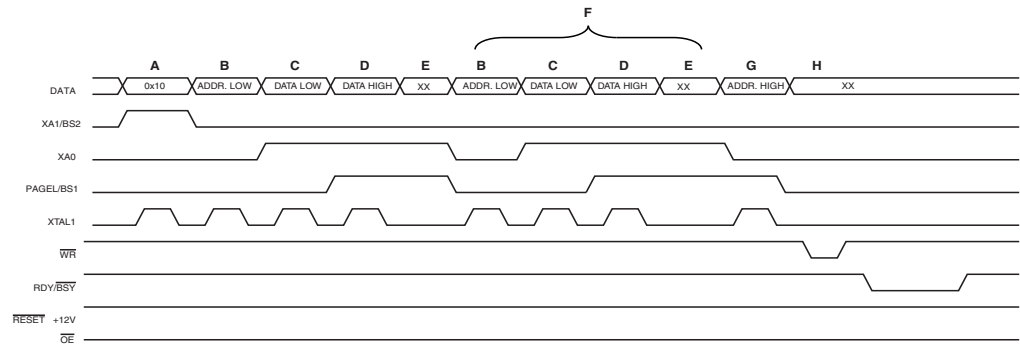 F
A B C D E B C D E G H
DATA 0x10 ADDR. LOW DATA LOW DATA HIGH XX ADDR. LOW DATA LOW DATA HIGH XX ADDR. HIGH XX
XA1/BS2
XA0
PAGEL/BS1
XTAL1
WR
RDY/BSY
RESET +12V
OE